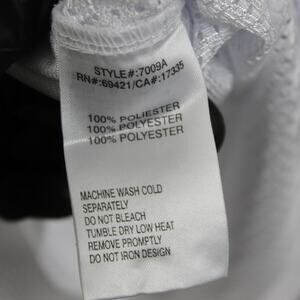 STYLE#:7009A
RN#:69421/CA#:17335
100% POLIESTER
100% POLYESTER
100% POLYESTER
MACHINE WASH COLD
SEPARATELY
DO NOT BLEACH
TUMBLE DRY LOW HEAT
REMOVE PROMPTLY
DO NOT IRON DESIGN